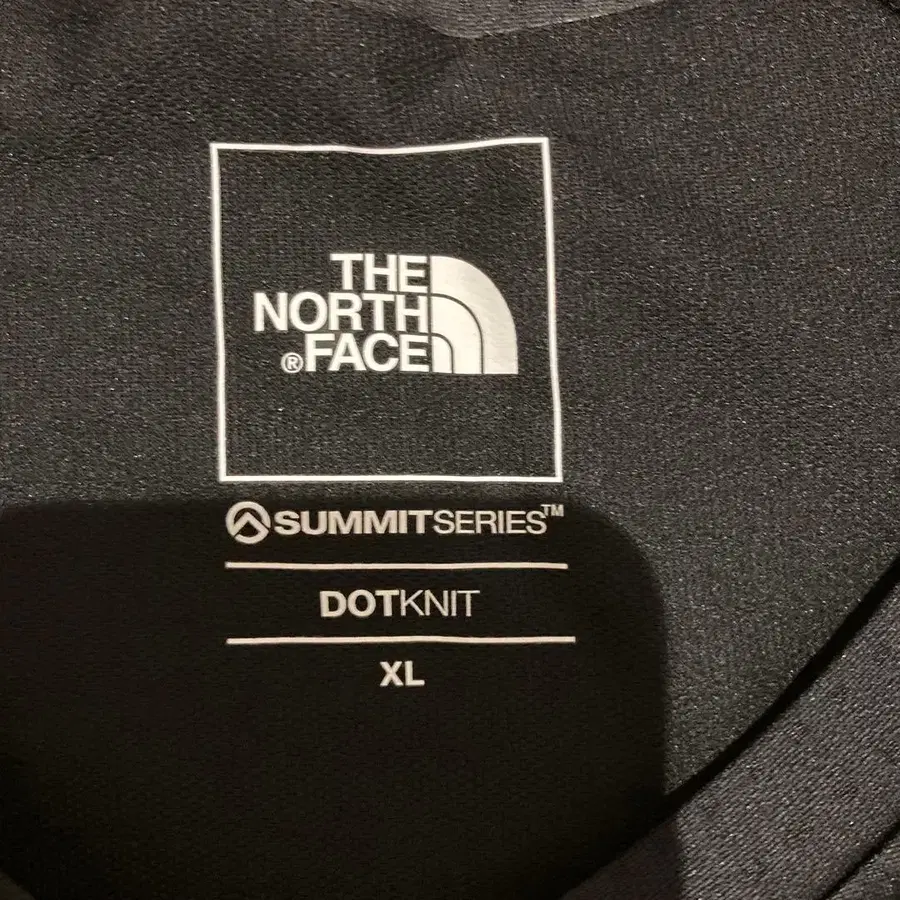 THE
NORTH
®FACE
SUMMITSERIES™
DOTKNIT
XL